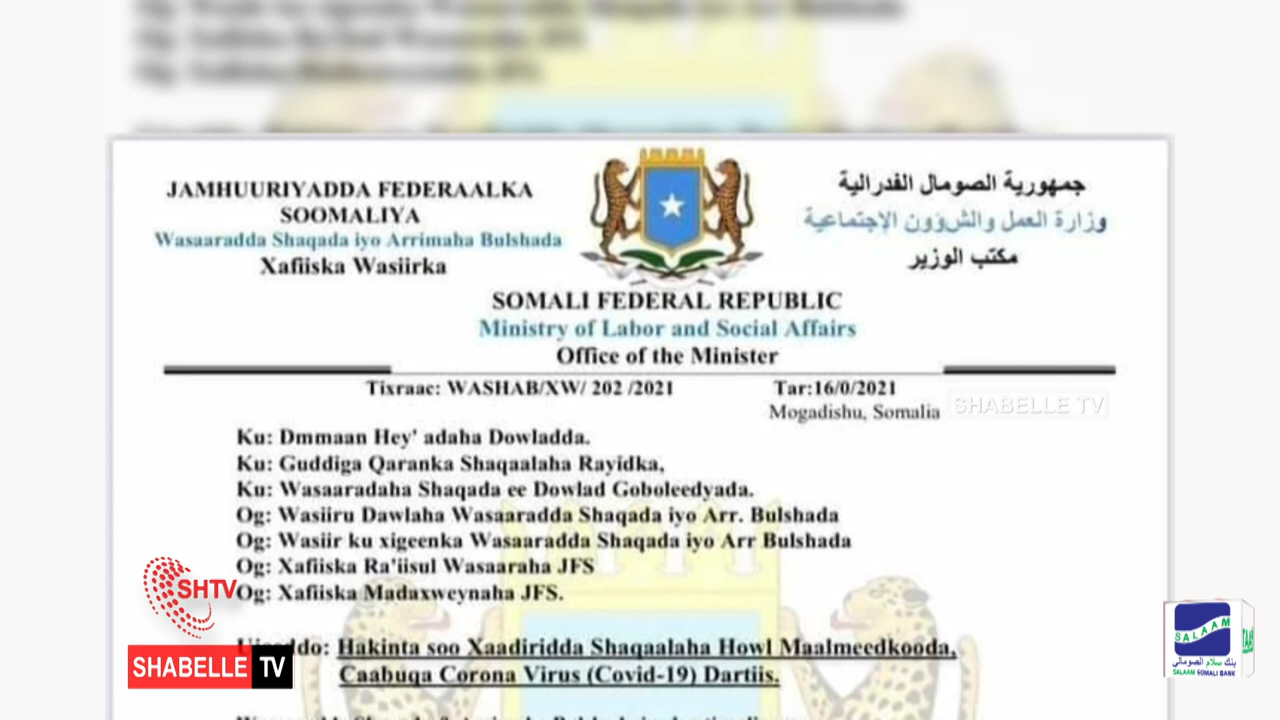 JAMHUURIYADDA FEDERAALKA
SOOMALIYA
Wasaaradda Shaqada iyo Arrimaha Bulshada
Xafiiska Wasiirka
جمهورية الصومال الفدرالية
وزارة العمل والشؤون الإجتماعية
مكتب الوزير
SOMALI FEDERAL REPUBLIC
Ministry of Labor and Social Affairs
Office of the Minister
Tixraac: WASHAB/XW/ 202 /2021
Tar:16/0/2021
Mogadishu, Somalia
SHABELLE TV
Ku: Dmmaan Hey' adaha Dowladda.
Ku: Guddiga Qaranka Shaqaalaha Rayidka,
Ku: Wasaaradaha Shaqada ee Dowlad Goboleedyada.
Og: Wasiiru Dawlaha Wasaaradda Shaqada iyo Arr. Bulshada
Og: Wasiir ku xigeenka Wasaaradda Shaqada iyo Arr Bulshada
Og: Xafiiska Ra'iisul Wasaaraha JFS
Og: Xafiiska Madaxweynaha JFS.
Hakinta soo Xaadiridda Shaqaalaha Howl Maalmeedkooda,
Caabuqa Corona Virus (Covid-19) Dartiis.
SHTV
SHABELLE TV
SALAAM
بنك سلام الصومالي
SALAAM SOMALI BANK